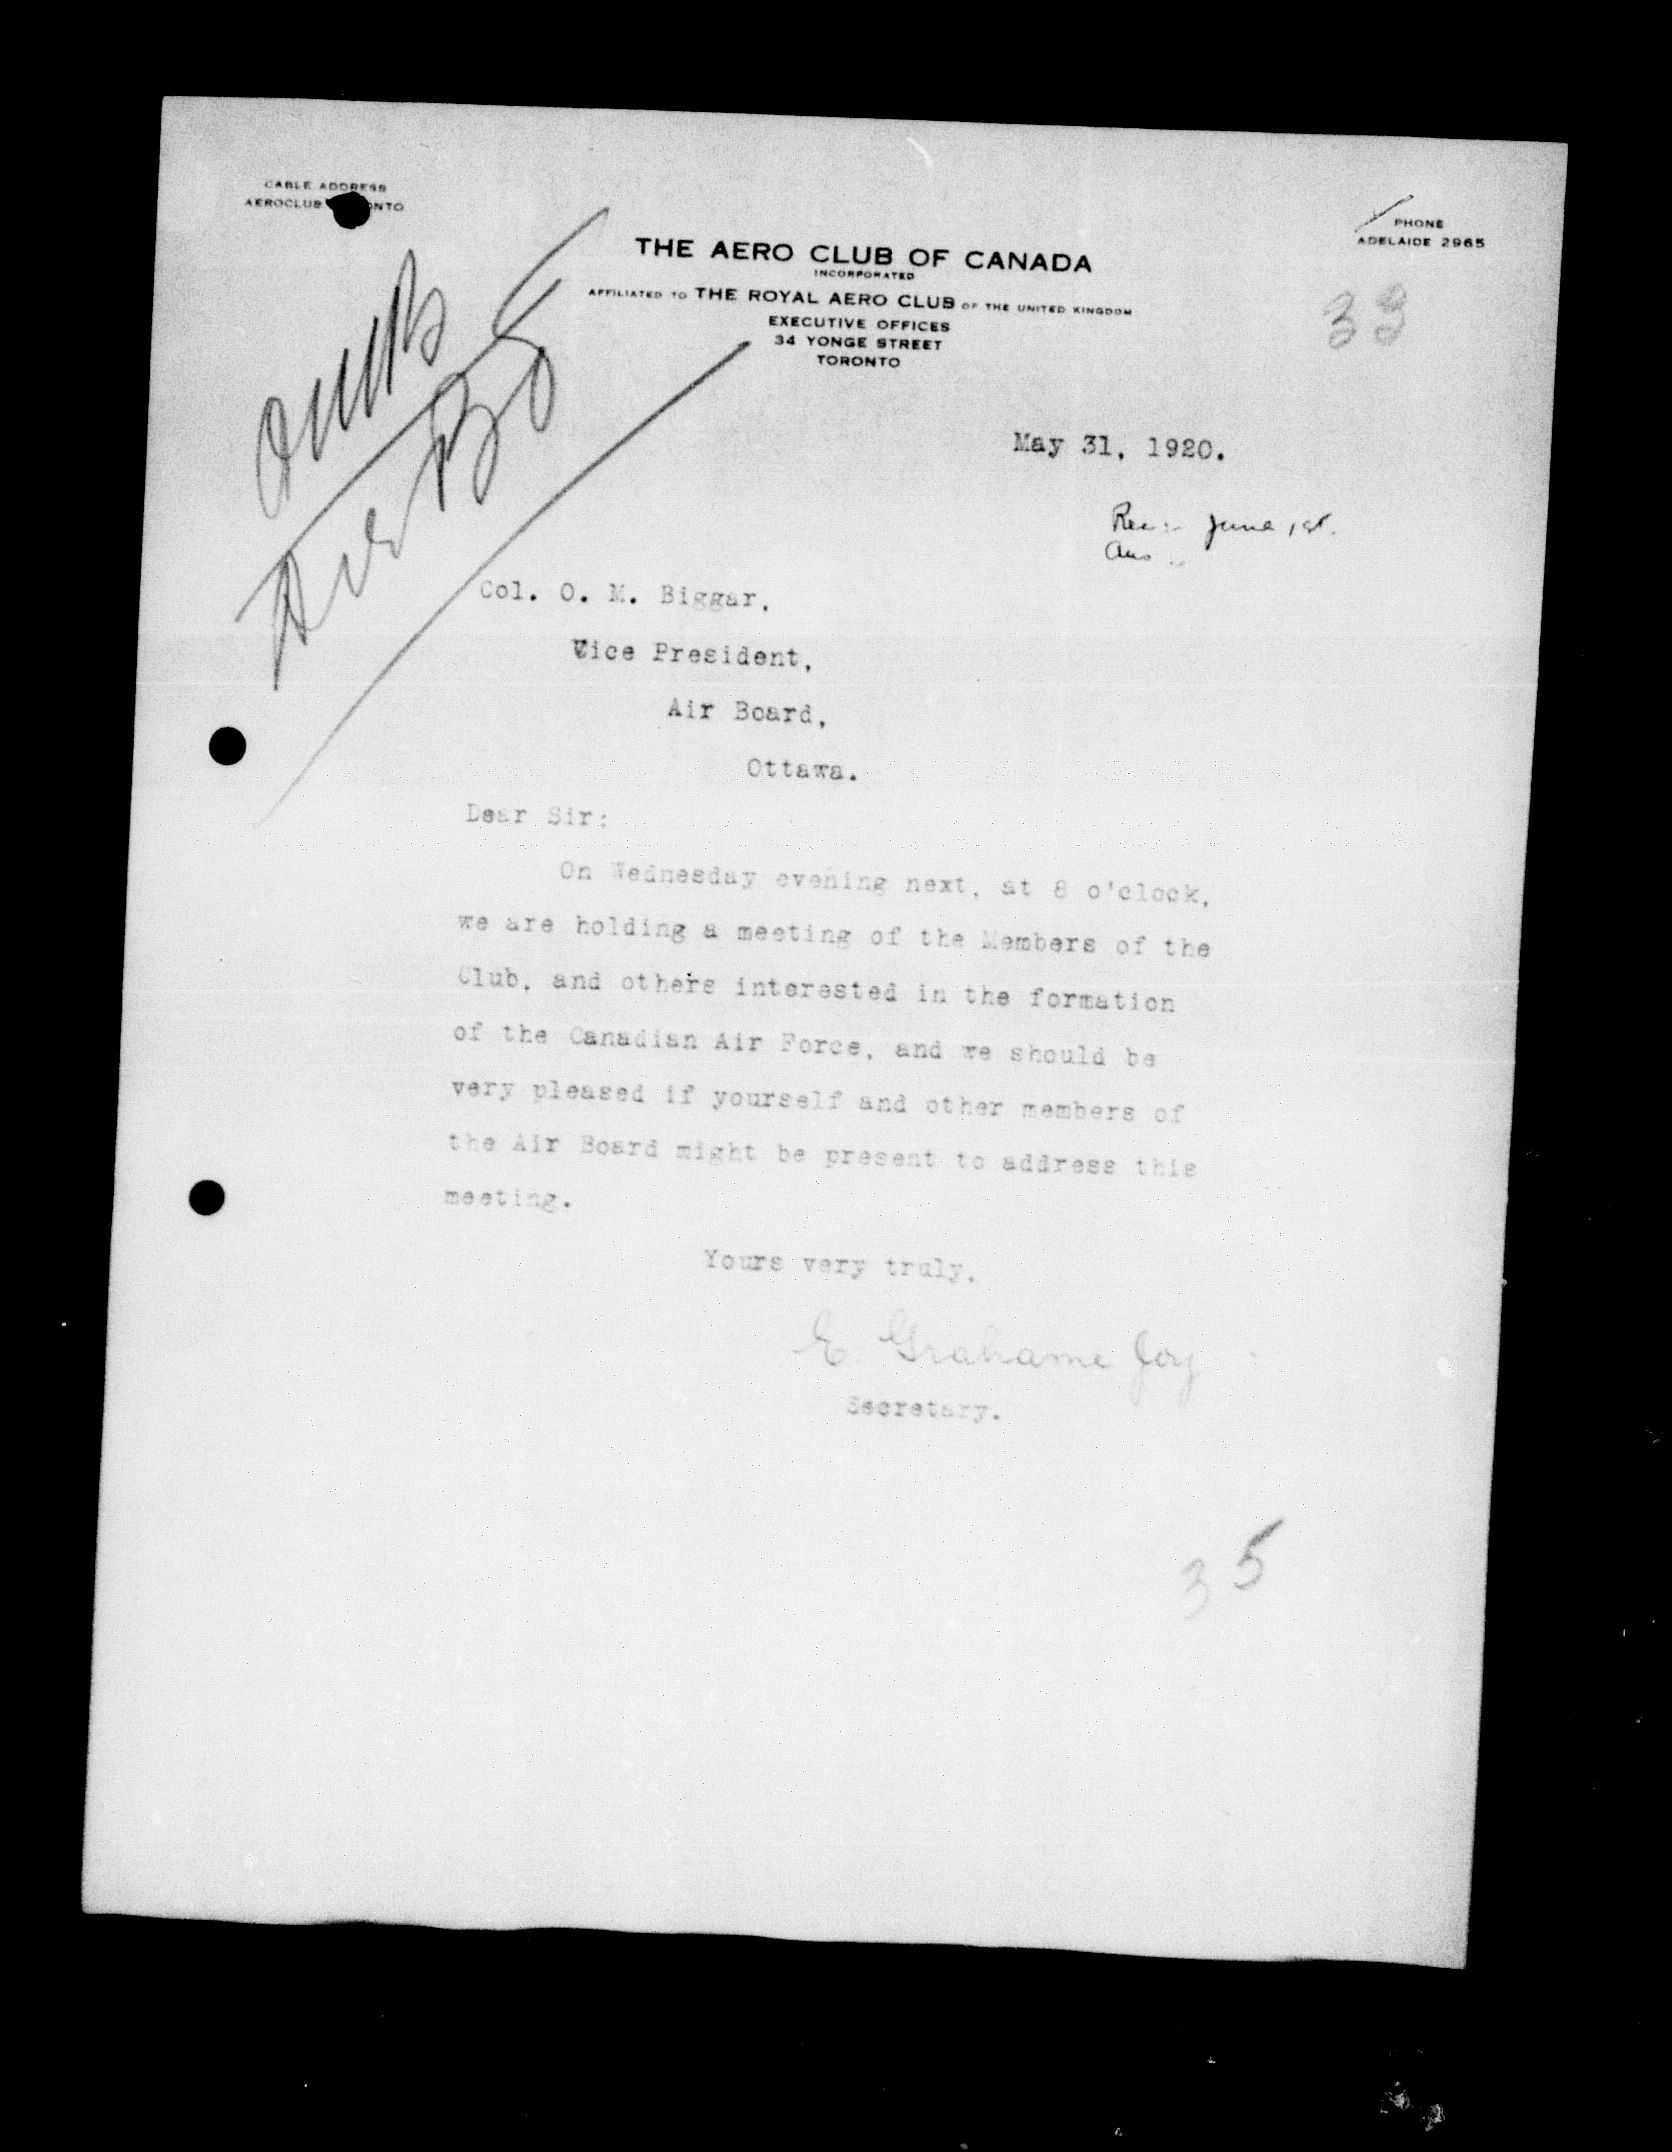 CABLE ADDRESS
AEROCLUB
PHONE
ADELAIDE 2965
THE AERO CLUB OF CANADA
INCORPORATED
AFFILIATED TO THE ROYAL AERO CLUB OF THE UNITED KINGDOM
EXECUTIVE OFFICES
34 YONGE STREET
TORONTO
33
May 31, 1920.
Rec:- June 1st.
Ans
Col. O. M. Biggar,
Vice President,
Air Board,
Ottawa.
Dear Sir:
On Wednesday evening next, at 8 o'clock,
we are holding a meeting of the Members of the
Club, and others interested in the formation
of the Canadian Air Force, and we should be
very pleased if yourself and other members of
the Air Board might be present to address this
meeting.
Yours very truly,
E. Grahame Joy
Secretary.
35